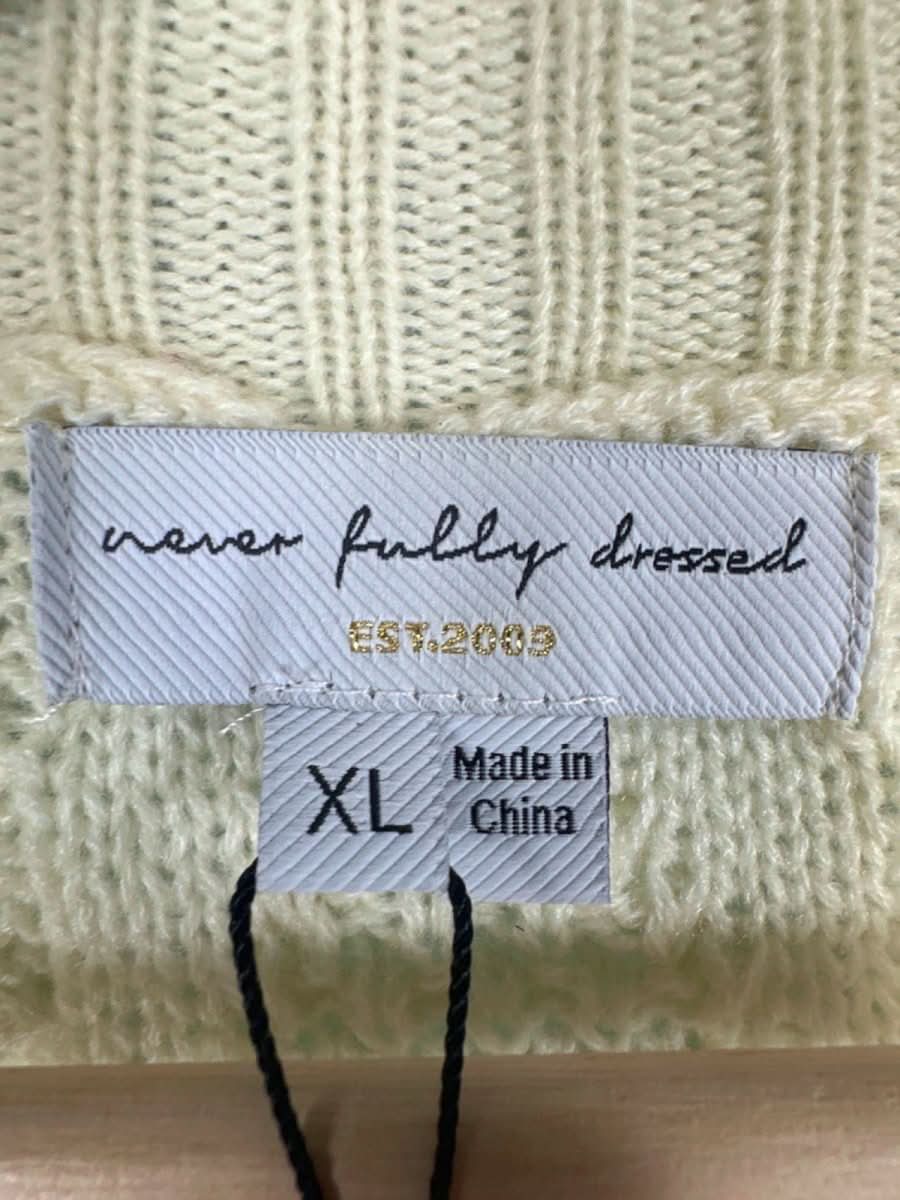 never fully dressed
EST.2009
XL
Made in
China